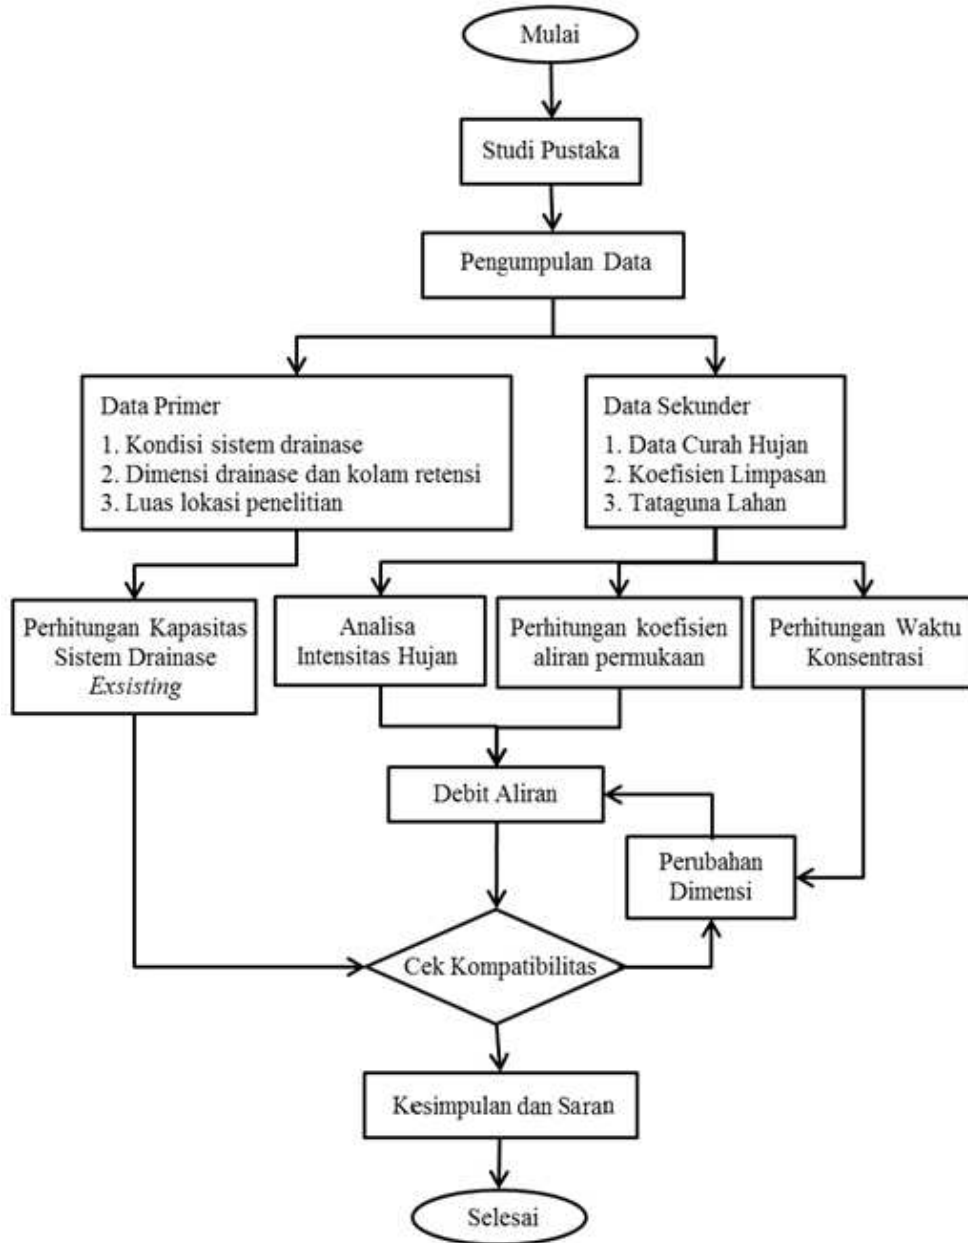 Mulai
Studi Pustaka
Pengumpulan Data
Data Primer
1. Kondisi sistem drainase
2. Dimensi drainase dan kolam retensi
3. Luas lokasi penelitian
Data Sekunder
1. Data Curah Hujan
2. Koefisien Limpasan
3. Tataguna Lahan
Perhitungan Kapasitas
Sistem Drainase
Exsisting
Analisa
Intensitas Hujan
Perhitungan koefisien
aliran permukaan
Perhitungan Waktu
Konsentrasi
Debit Aliran
Perubahan
Dimensi
Cek Kompatibilitas
Kesimpulan dan Saran
Selesai